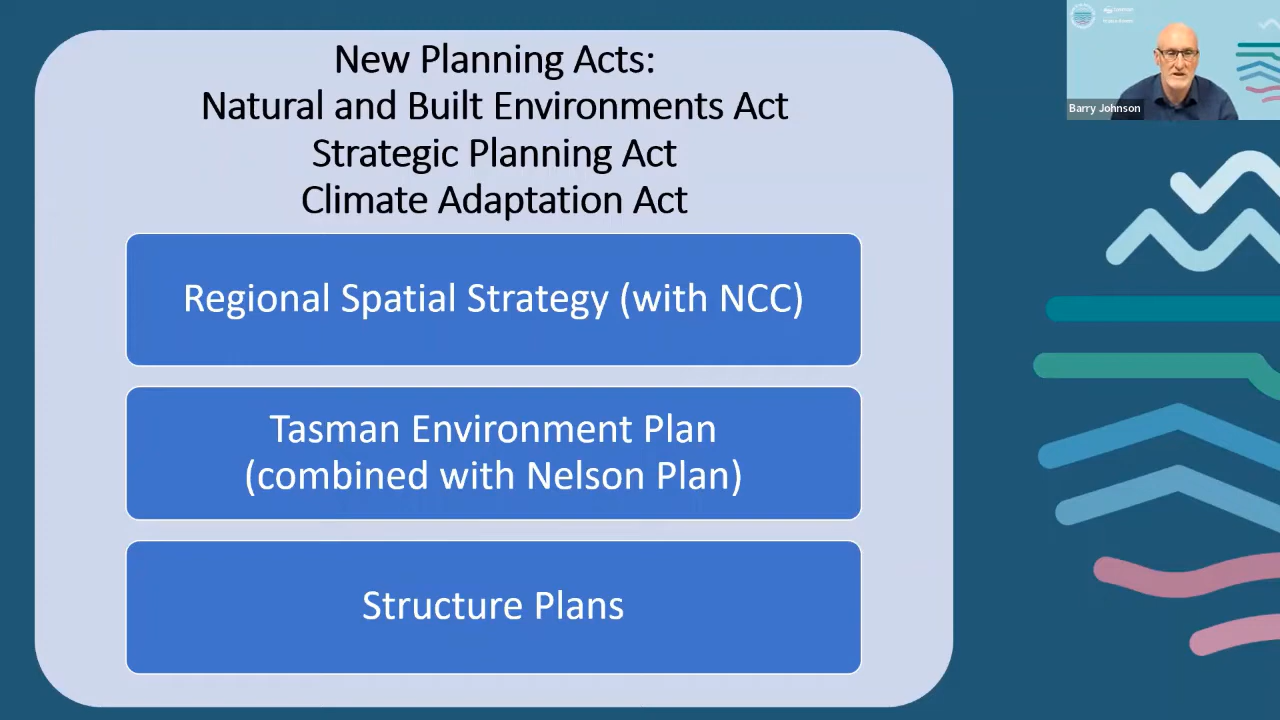 New Planning Acts:
Natural and Built Environments Act
Strategic Planning Act
Climate Adaptation Act
Regional Spatial Strategy (with NCC)
Tasman Environment Plan
(combined with Nelson Plan)
Structure Plans
Barry Johnson